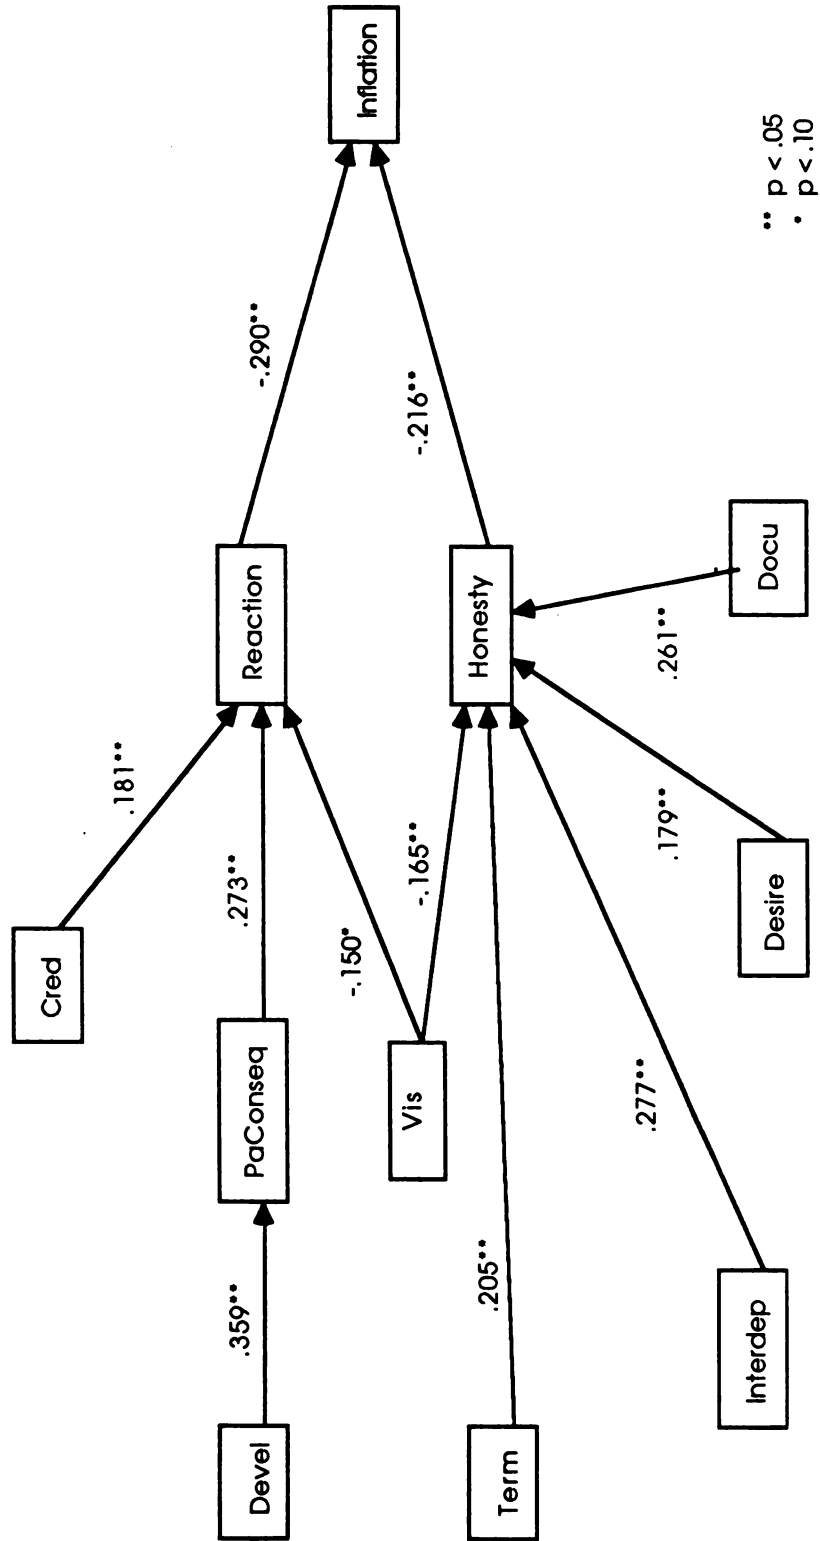 Cred
.181**
Devel
.359**
PaConseq
.273**
Reaction
-.290**
Inflation
Vis
-.150*
-.165**
-.216**
Term
.205**
Honesty
.277**
.179**
.261**
Interdep
Desire
Docu
** p < .05
* p < .10